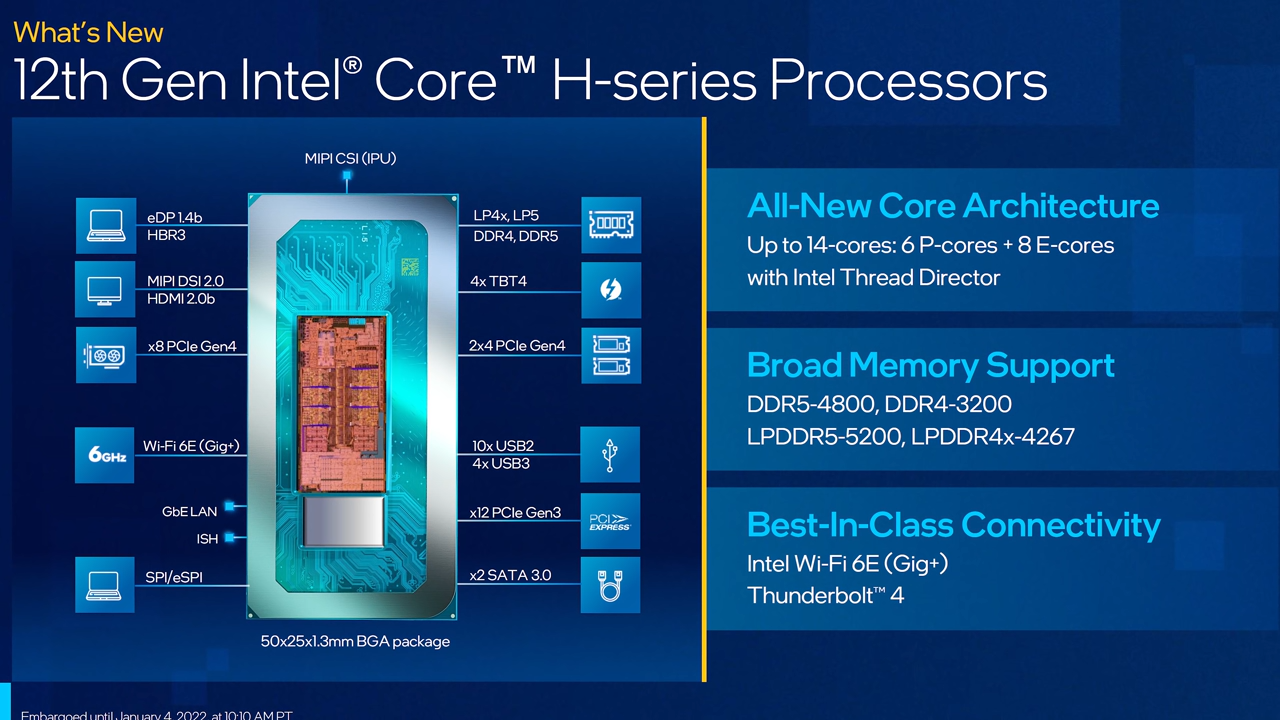 What's New
12th Gen Intel® Core™ H-series Processors
MIPI CSI (IPU)
eDP 1.4b
HBR3
MIPI DSI 2.0
HDMI 2.0b
x8 PCIe Gen4
6GHz
Wi-Fi 6E (Gig+)
GbE LAN
ISH
SPI/eSPI
LP4x, LP5
DDR4, DDR5
4x TBT4
2x4 PCIe Gen4
10x USB2
4x USB3
x12 PCIe Gen3
PCI
EXPRESS
x2 SATA 3.0
50x25x1.3mm BGA package
All-New Core Architecture
Up to 14-cores: 6 P-cores + 8 E-cores
with Intel Thread Director
Broad Memory Support
DDR5-4800, DDR4-3200
LPDDR5-5200, LPDDR4x-4267
Best-In-Class Connectivity
Intel Wi-Fi 6E (Gig+)
Thunderbolt™ 4
Embargoed until January 4, 2022, at 10:10 AM PT